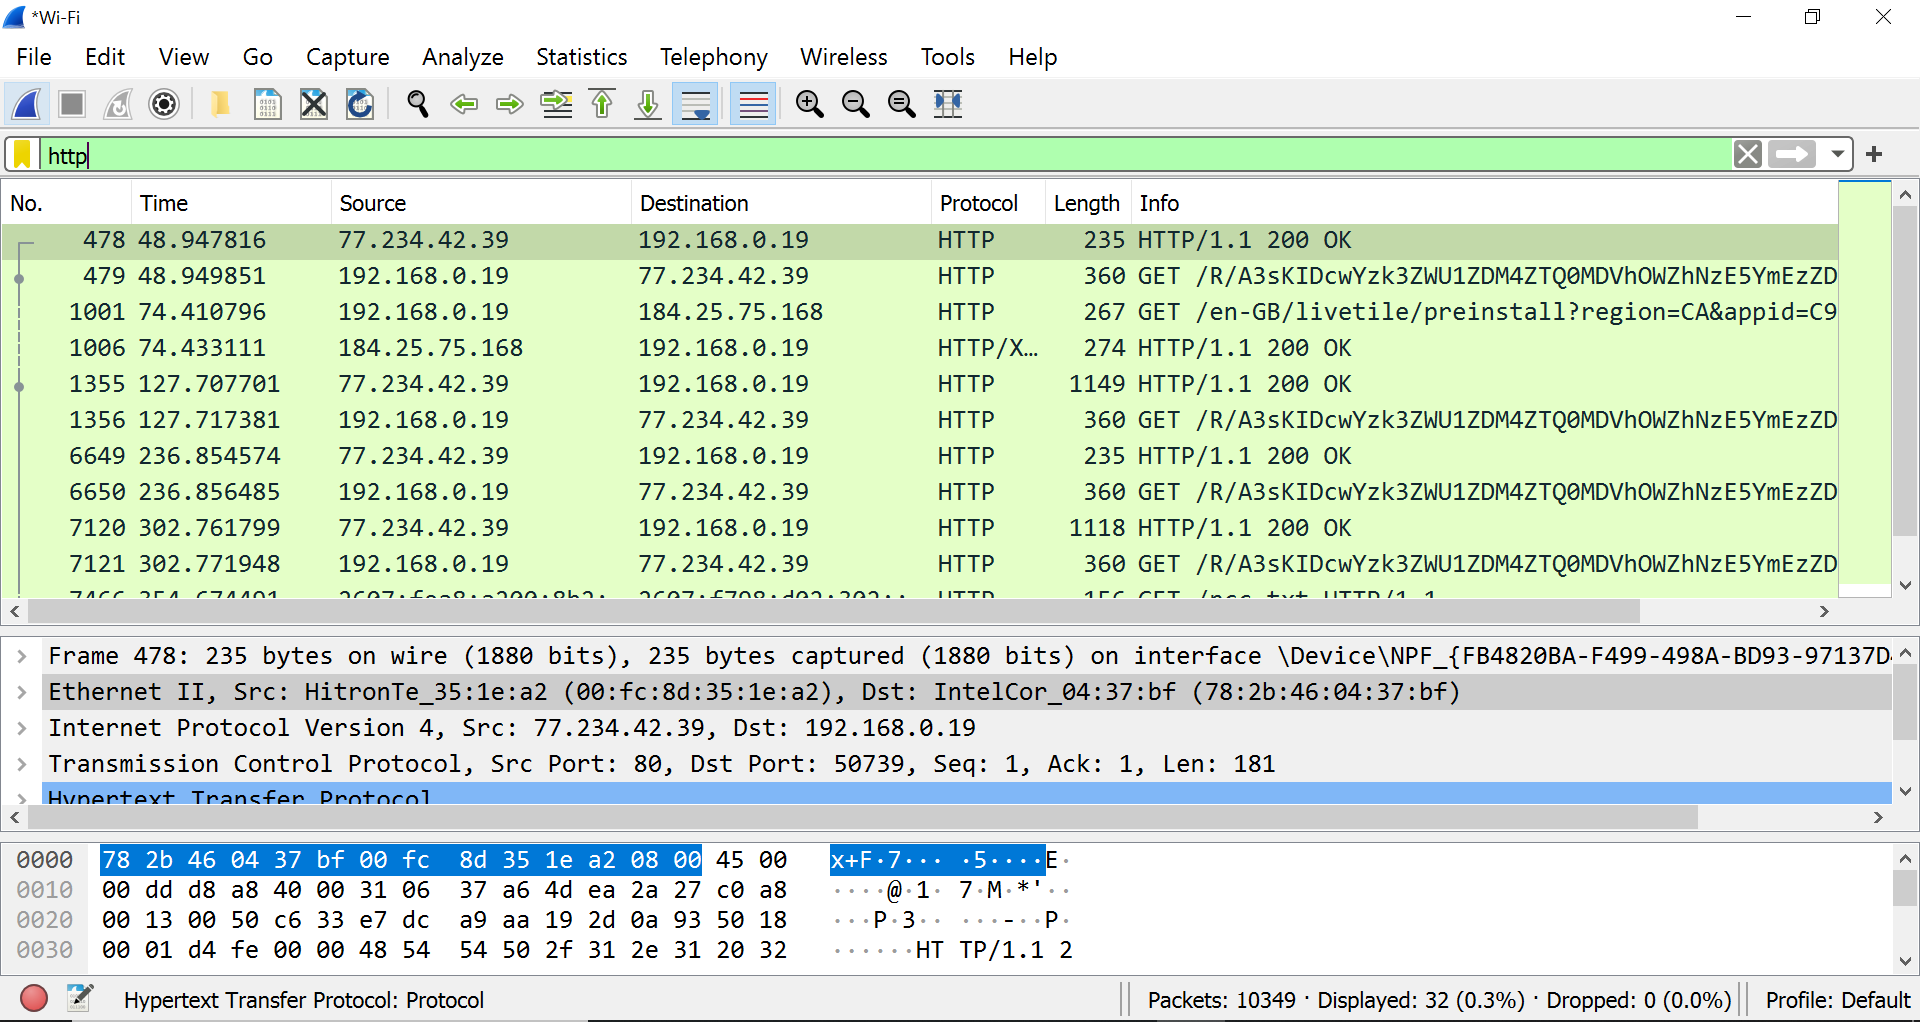 *Wi-Fi
File Edit View Go Capture Analyze Statistics Telephony Wireless Tools Help
http
No. Time Source Destination Protocol Length Info
478 48.947816 77.234.42.39 192.168.0.19 HTTP 235 HTTP/1.1 200 OK
479 48.949851 192.168.0.19 77.234.42.39 HTTP 360 GET /R/A3sKIDcwYzk3ZWU1ZDM4ZTQ0MDVhOWZhNzE5YmEzZD
1001 74.410796 192.168.0.19 184.25.75.168 HTTP 267 GET /en-GB/livetile/preinstall?region=CA&appid=C9
1006 74.433111 184.25.75.168 192.168.0.19 HTTP/X… 274 HTTP/1.1 200 OK
1355 127.707701 77.234.42.39 192.168.0.19 HTTP 1149 HTTP/1.1 200 OK
1356 127.717381 192.168.0.19 77.234.42.39 HTTP 360 GET /R/A3sKIDcwYzk3ZWU1ZDM4ZTQ0MDVhOWZhNzE5YmEzZD
6649 236.854574 77.234.42.39 192.168.0.19 HTTP 235 HTTP/1.1 200 OK
6650 236.856485 192.168.0.19 77.234.42.39 HTTP 360 GET /R/A3sKIDcwYzk3ZWU1ZDM4ZTQ0MDVhOWZhNzE5YmEzZD
7120 302.761799 77.234.42.39 192.168.0.19 HTTP 1118 HTTP/1.1 200 OK
7121 302.771948 192.168.0.19 77.234.42.39 HTTP 360 GET /R/A3sKIDcwYzk3ZWU1ZDM4ZTQ0MDVhOWZhNzE5YmEzZD
HTTP 156 GET HTTP/1.1
Frame 478: 235 bytes on wire (1880 bits), 235 bytes captured (1880 bits) on interface \Device\NPF_{FB4820BA-F499-498A-BD93-97137D
Ethernet II, Src: HitronTe_35:1e:a2 (00:fc:8d:35:1e:a2), Dst: IntelCor_04:37:bf (78:2b:46:04:37:bf)
Internet Protocol Version 4, Src: 77.234.42.39, Dst: 192.168.0.19
Transmission Control Protocol, Src Port: 80, Dst Port: 50739, Seq: 1, Ack: 1, Len: 181
Hypertext Transfer Protocol
0000 78 2b 46 04 37 bf 00 fc 8d 35 1e a2 08 00 45 00 x+F·7··· ·5····E·
0010 00 dd d8 a8 40 00 31 06 37 a6 4d ea 2a 27 c0 a8 ····@·1· 7·M·*'··
0020 00 13 00 50 c6 33 e7 dc a9 aa 19 2d 0a 93 50 18 ···P·3·· ···-··P·
0030 00 01 d4 fe 00 00 48 54 54 50 2f 31 2e 31 20 32 ······HT TP/1.1 2
Hypertext Transfer Protocol: Protocol
Packets: 10349 · Displayed: 32 (0.3%) · Dropped: 0 (0.0%)
Profile: Default